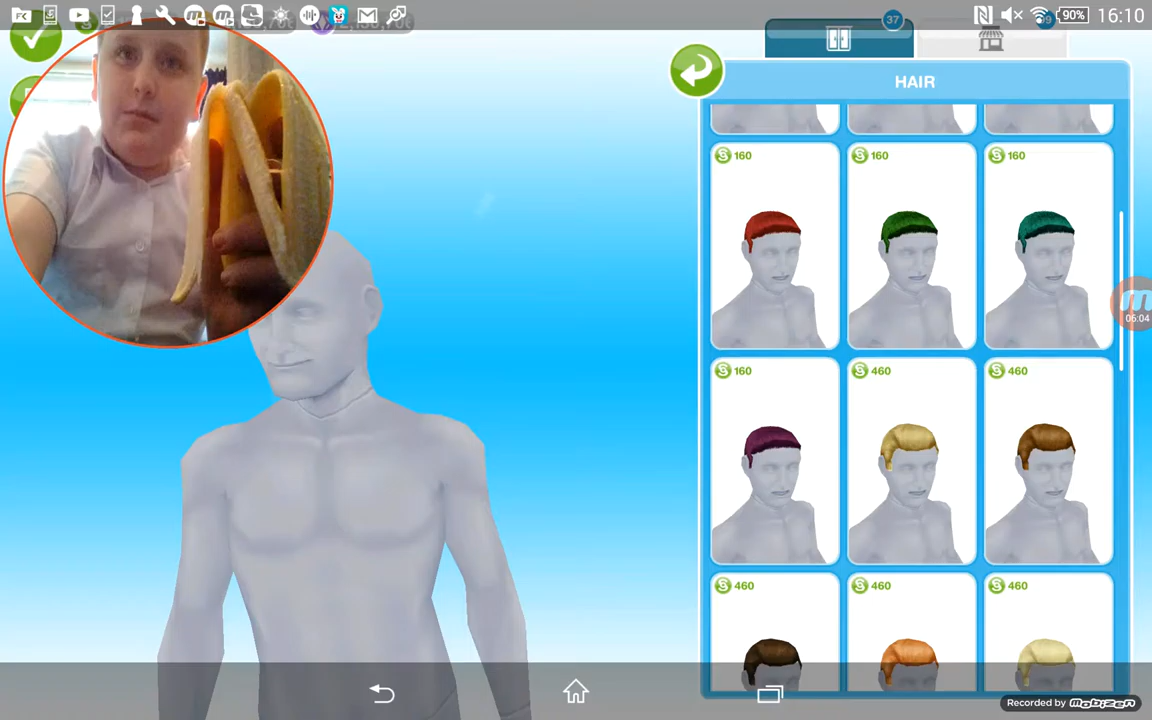 90% 16:10
37
HAIR
160 160 160
06:04
160 460 460
460 460 460
Recorded by mobizen